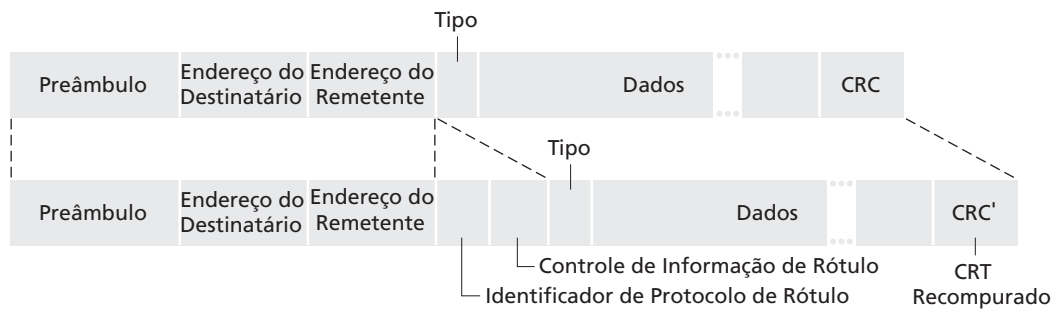 Tipo
Preâmbulo
Endereço do
Destinatário
Endereço do
Remetente
Dados
CRC
Tipo
Preâmbulo
Endereço do
Destinatário
Endereço do
Remetente
Dados
CRC'
Controle de Informação de Rótulo
Identificador de Protocolo de Rótulo
CRT
Recompurado